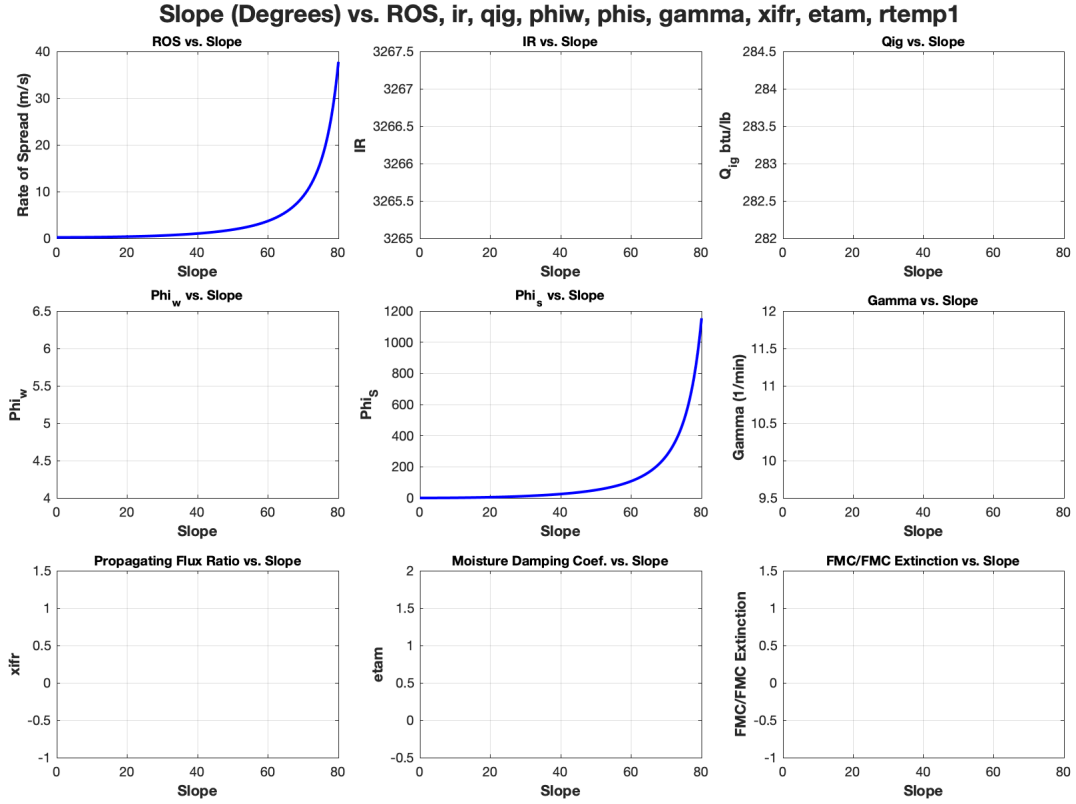 Slope (Degrees) vs. ROS, ir, qig, phiw, phis, gamma, xifr, etam, rtemp1
ROS vs. Slope
40
30
20
10
0
Rate of Spread (m/s)
0 20 40 60 80
Slope
IR vs. Slope
3267.5
3267
3266.5
3266
3265.5
3265
IR
0 20 40 60 80
Slope
Qig vs. Slope
284.5
284
283.5
283
282.5
282
Qig btu/lb
0 20 40 60 80
Slope
Phiw vs. Slope
6.5
6
5.5
5
4.5
4
Phiw
0 20 40 60 80
Slope
Phis vs. Slope
1200
1000
800
600
400
200
0
PhiS
0 20 40 60 80
Slope
Gamma vs. Slope
12
11.5
11
10.5
10
9.5
Gamma (1/min)
0 20 40 60 80
Slope
Propagating Flux Ratio vs. Slope
1.5
1
0.5
0
-0.5
-1
xifr
0 20 40 60 80
Slope
Moisture Damping Coef. vs. Slope
2
1.5
1
0.5
0
-0.5
etam
0 20 40 60 80
Slope
FMC/FMC Extinction vs. Slope
1.5
1
0.5
0
-0.5
-1
FMC/FMC Extinction
0 20 40 60 80
Slope